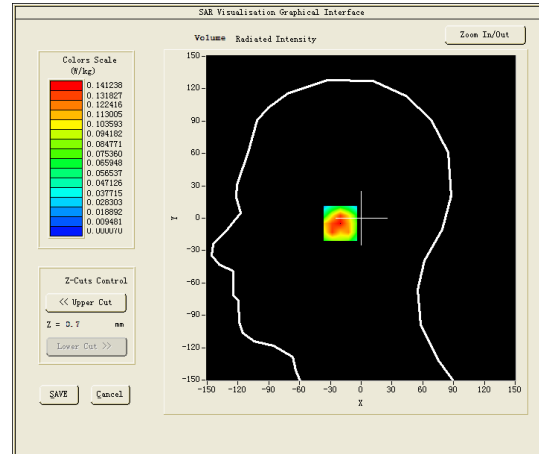 SAR Visualisation Graphical Interface
Volume Radiated Intensity
Zoom In/Out
Colors Scale
(W/kg)
0.141238
0.131827
0.122416
0.113005
0.103593
0.094182
0.084771
0.075360
0.065948
0.056537
0.047126
0.037715
0.028303
0.018892
0.009481
0.000070
Z-Cuts Control
<< Upper Cut
Z = 0.7 mm
Lower Cut >>
SAVE
Cancel
150
120
90
60
30
0
-30
-60
-90
-120
-150
Y
-150 -120 -90 -60 -30 0 30 60 90 120 150
X